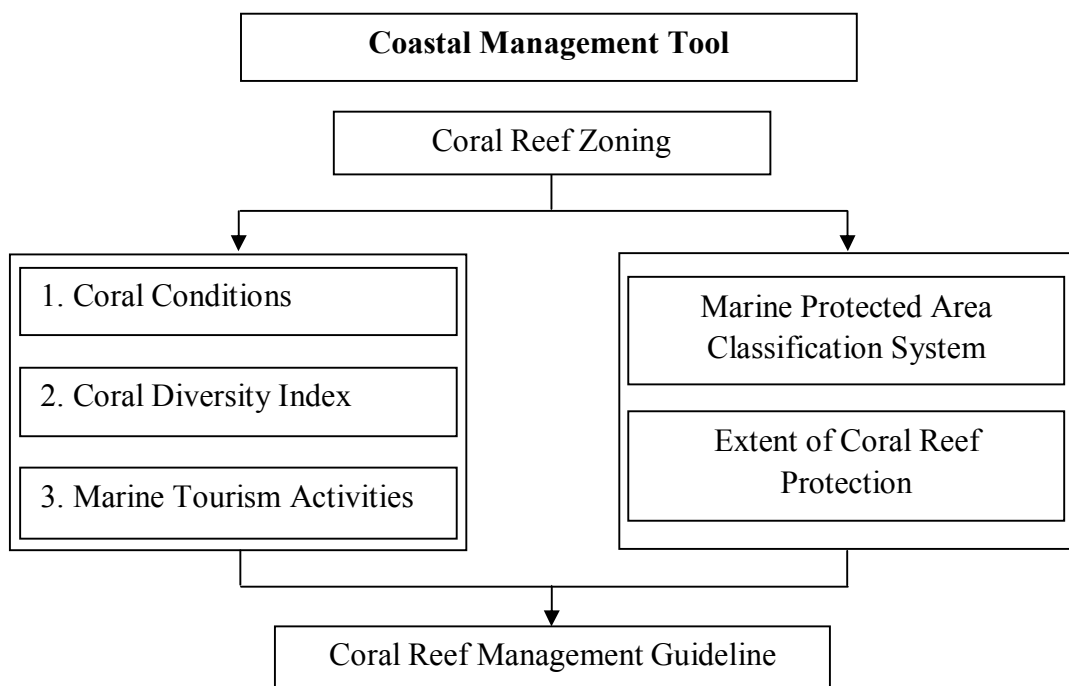 Coastal Management Tool
Coral Reef Zoning
1. Coral Conditions
2. Coral Diversity Index
3. Marine Tourism Activities
Marine Protected Area
Classification System
Extent of Coral Reef
Protection
Coral Reef Management Guideline